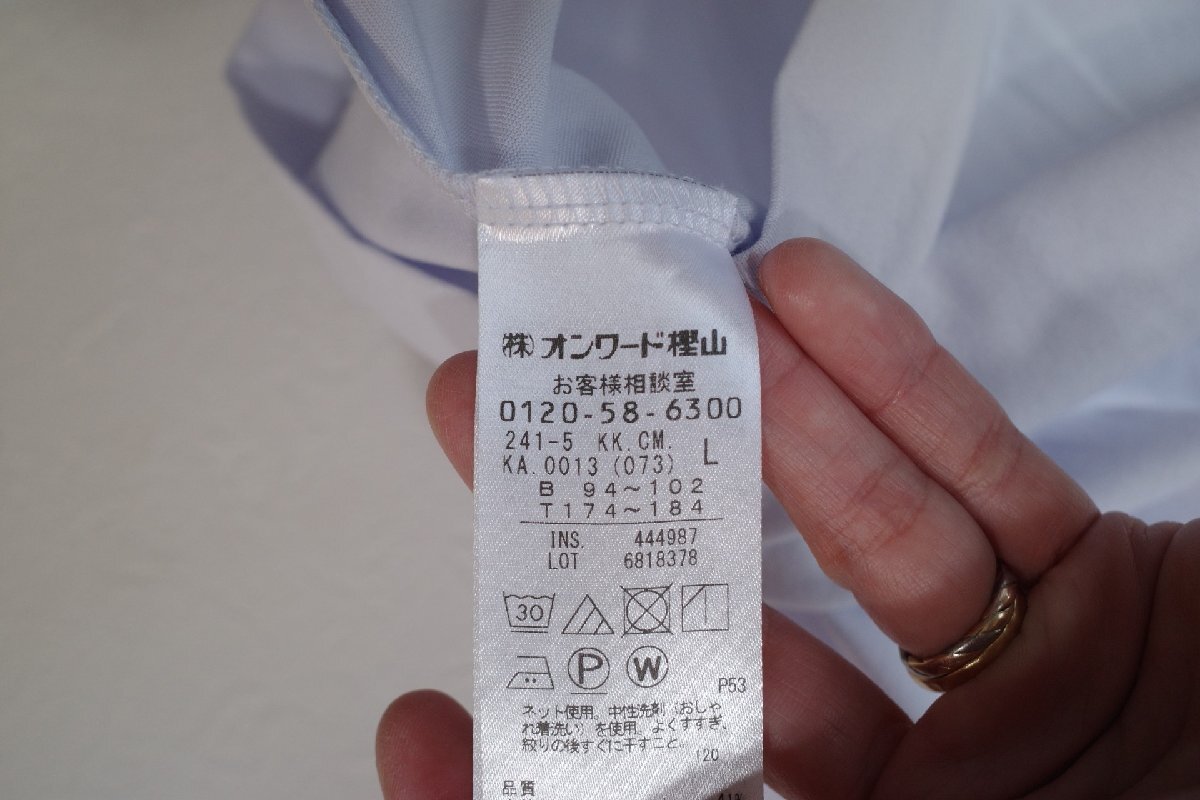 ㈱オンワード樫山
お客様相談室
0120-58-6300
241-5 KK.CM. L
KA.0013 (073)
B 94～102
T174～184
INS. 444987
LOT 6818378
30
P W
P53
ネット使用。中性洗剤（おしゃ
れ着洗い）を使用。よくすすぎ、
絞りの後すぐに干すこと。
120
品質